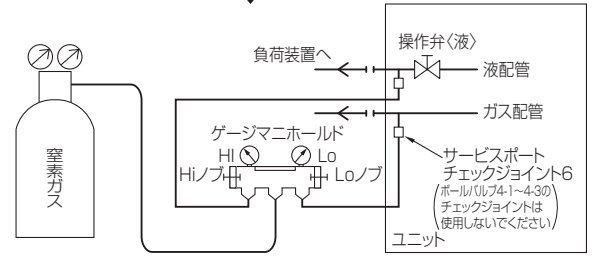 操作弁〈液〉
負荷装置へ
液配管
ガス配管
ゲージマニホールド
HI
Lo
Hiノブ
Loノブ
サービスポート
チェックジョイント6
(ボールバルブ4-1~4-3の
チェックジョイントは
使用しないでください)
ユニット
窒素ガス